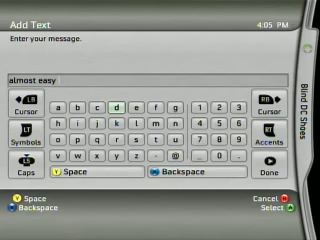 Add Text
4:05 PM
Enter your message.
almost easy
LB
Cursor
LT
Symbols
LS
Caps
a b c d e f g 1 2 3
h i j k l m n 4 5 6
o p q r s t u 7 8 9
v w x y z - @ _ 0 .
Y Space
X Backspace
RB
Cursor
RT
Accents
Done
Blind DC Shoes
Y Space
X Backspace
Cancel B
Select A